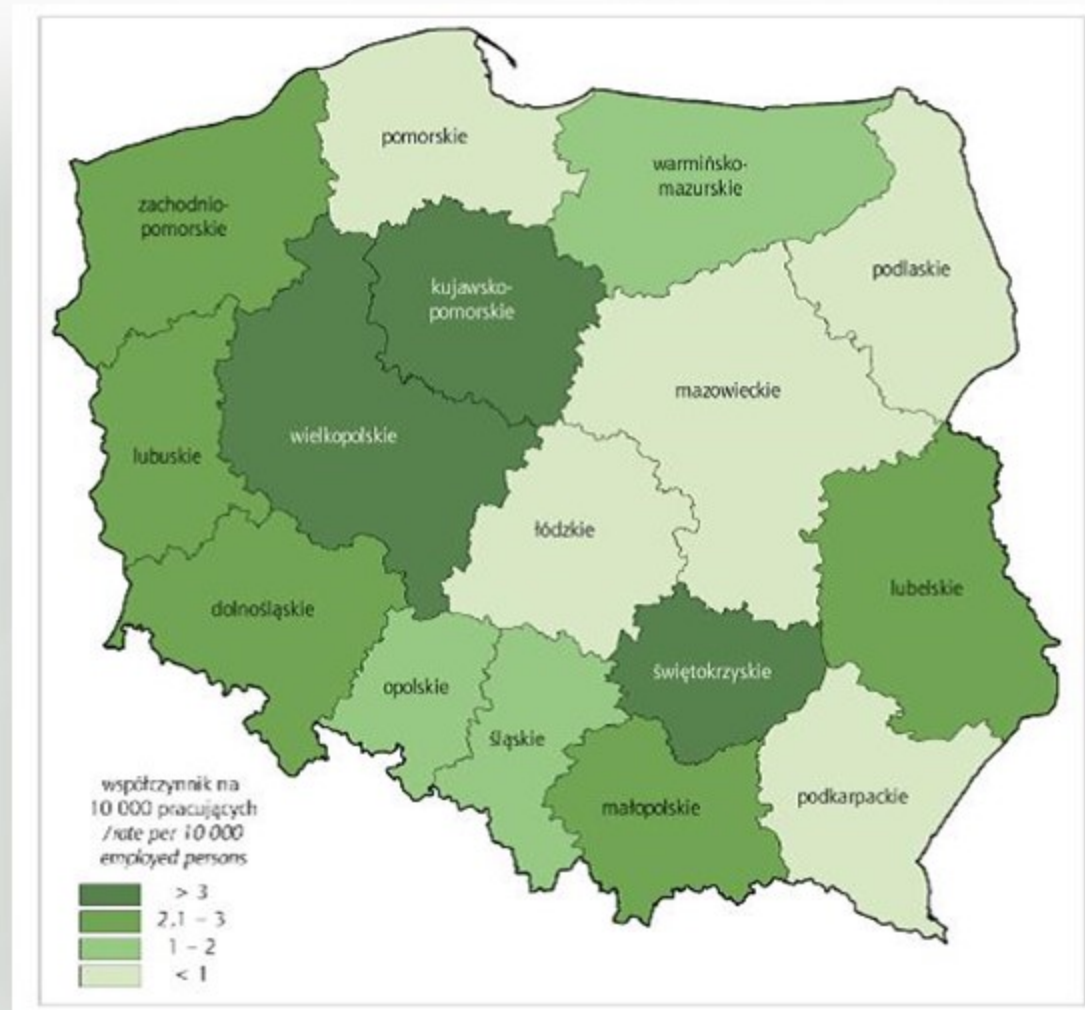 pomorskie
warmińsko-
mazurskie
zachodnio-
pomorskie
podlaskie
kujawsko-
pomorskie
mazowieckie
wielkopolskie
lubuskie
łódzkie
lubelskie
dolnośląskie
świętokrzyskie
opolskie
śląskie
małopolskie
podkarpackie
współczynnik na
10 000 pracujących
/rate per 10 000
employed persons
> 3
2,1 – 3
1 – 2
< 1